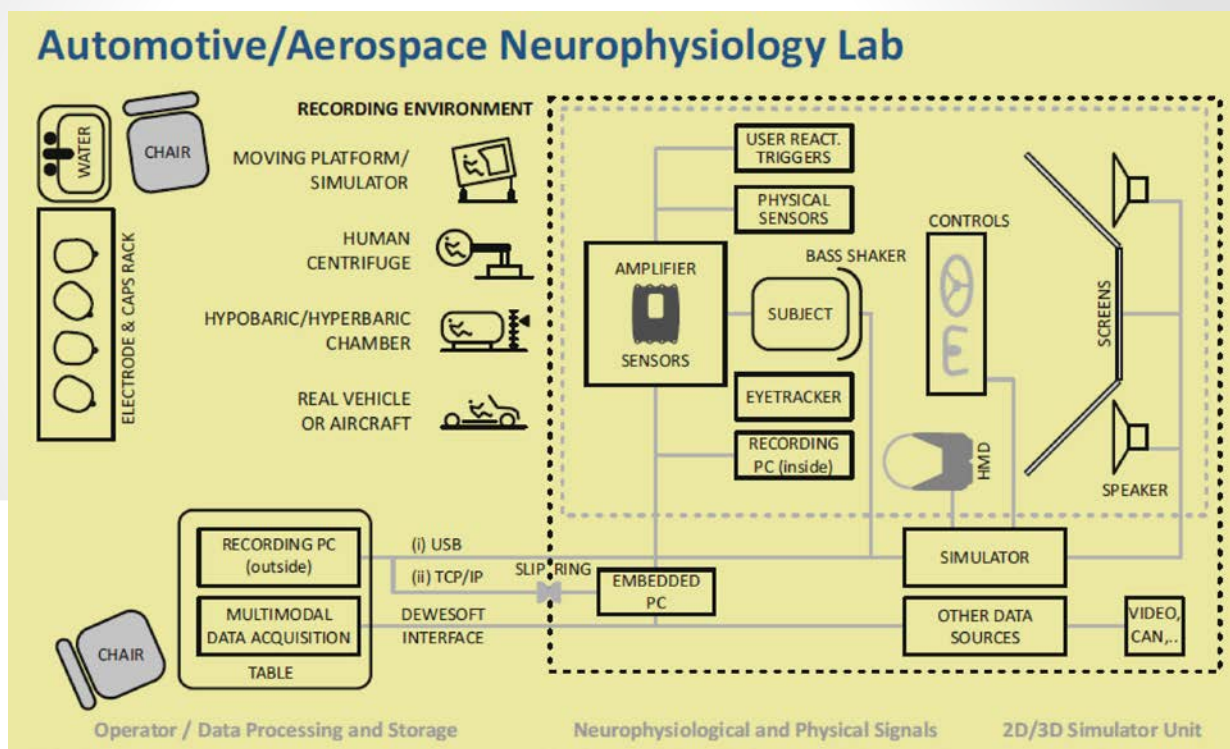 Automotive/Aerospace Neurophysiology Lab
WATER
CHAIR
ELECTRODE & CAPS RACK
RECORDING ENVIRONMENT
MOVING PLATFORM/
SIMULATOR
HUMAN
CENTRIFUGE
HYPOBARIC/HYPERBARIC
CHAMBER
REAL VEHICLE
OR AIRCRAFT
USER REACT.
TRIGGERS
PHYSICAL
SENSORS
AMPLIFIER
SENSORS
BASS SHAKER
SUBJECT
EYETRACKER
RECORDING
PC (inside)
CONTROLS
HMD
SCREENS
SPEAKER
RECORDING PC
(outside)
MULTIMODAL
DATA ACQUISITION
TABLE
CHAIR
(i) USB
(ii) TCP/IP
SLIP RING
DEWESOFT
INTERFACE
EMBEDDED
PC
SIMULATOR
OTHER DATA
SOURCES
VIDEO,
CAN,..
Operator / Data Processing and Storage
Neurophysiological and Physical Signals
2D/3D Simulator Unit